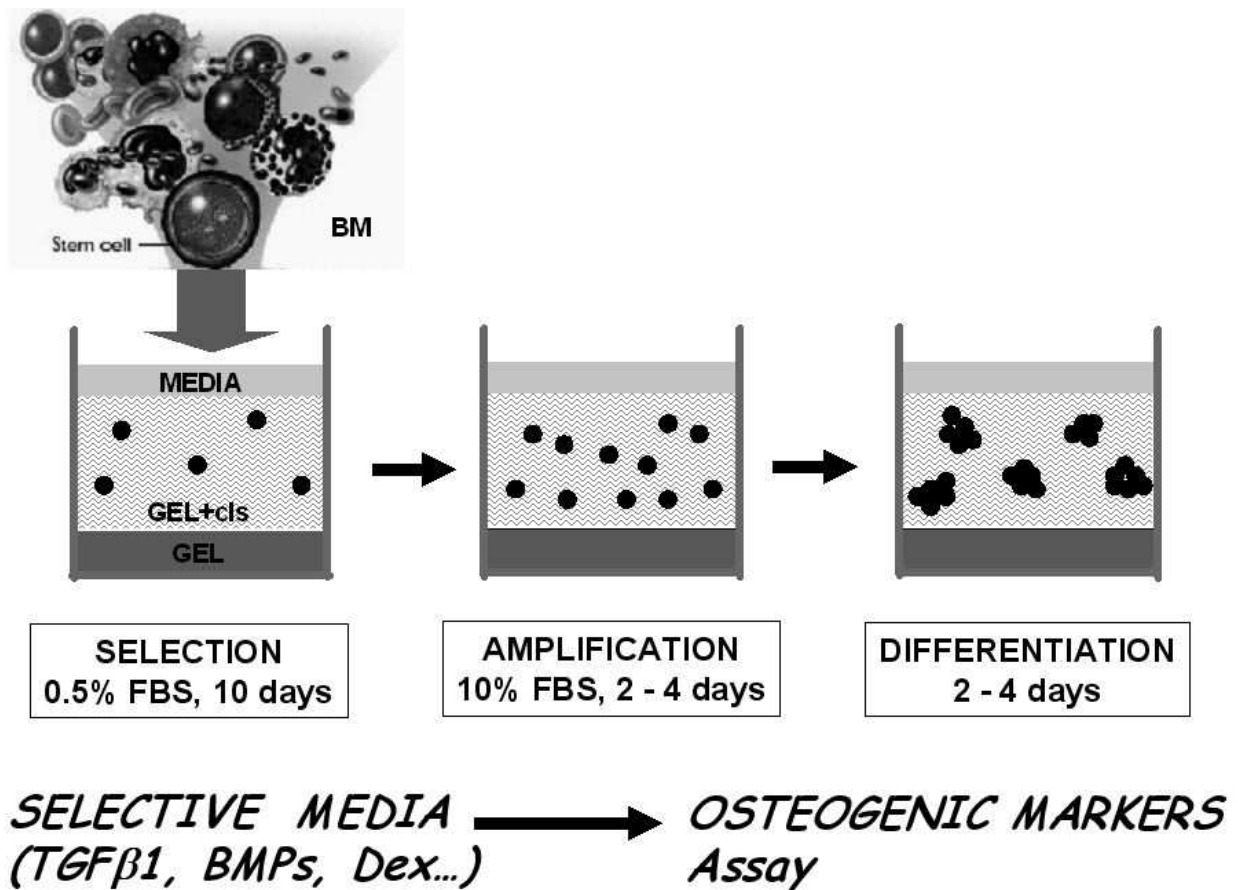 BM
Stem cell
MEDIA
GEL+cls
GEL
SELECTION
0.5% FBS, 10 days
AMPLIFICATION
10% FBS, 2 - 4 days
DIFFERENTIATION
2 - 4 days
SELECTIVE MEDIA
(TGFβ1, BMPs, Dex...)
OSTEOGENIC MARKERS
Assay